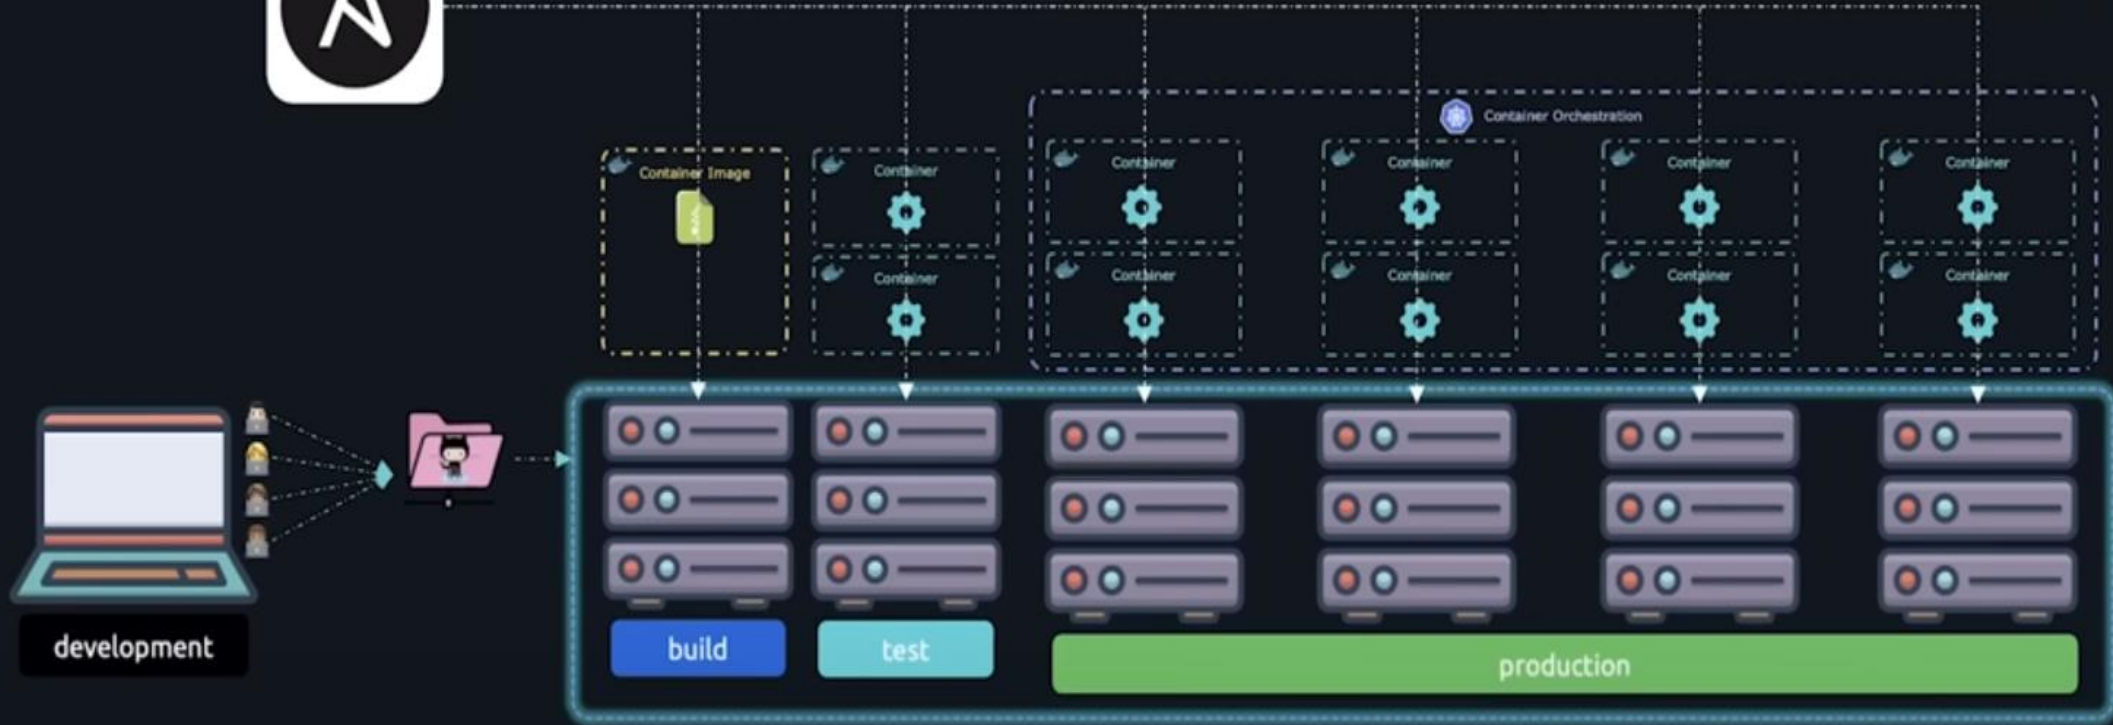 Container Orchestration
Container Image
Container
Container
Container
Container
Container
Container
Container
Container
Container
Container
development
build
test
production